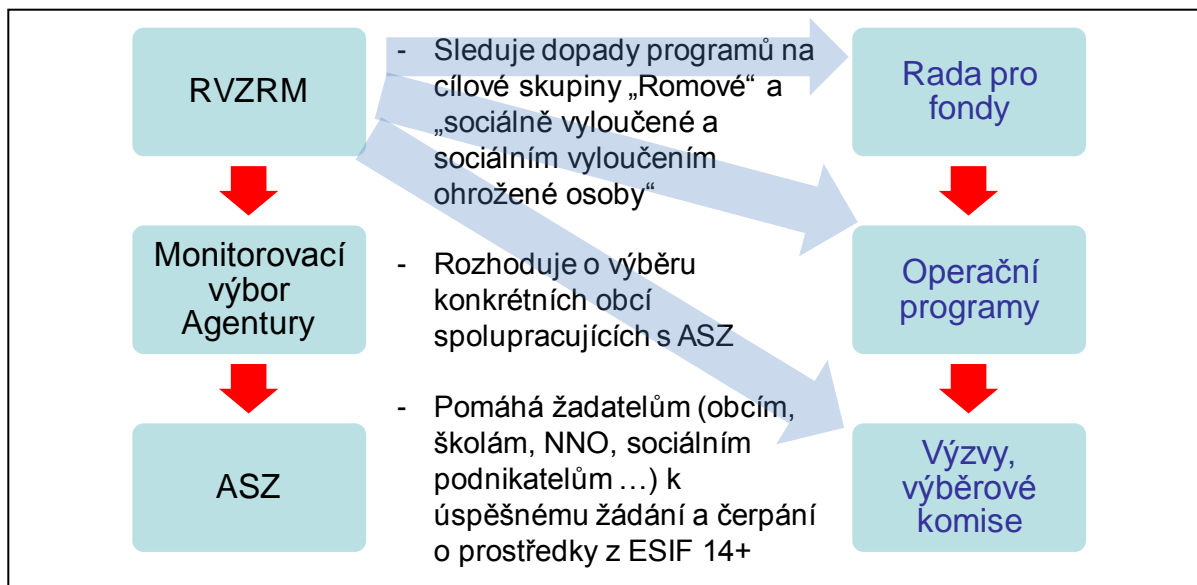 RVZRM
- Sleduje dopady programů na
cílové skupiny „Romové“ a
„sociálně vyloučené a
sociálním vyloučením
ohrožené osoby“
Rada pro
fondy
Monitorovací
výbor
Agentury
- Rozhoduje o výběru
konkrétních obcí
spolupracujících s ASZ
Operační
programy
ASZ
- Pomáhá žadatelům (obcím,
školám, NNO, sociálním
podnikatelům …) k
úspěšnému žádání a čerpání
o prostředky z ESIF 14+
Výzvy,
výběrové
komise